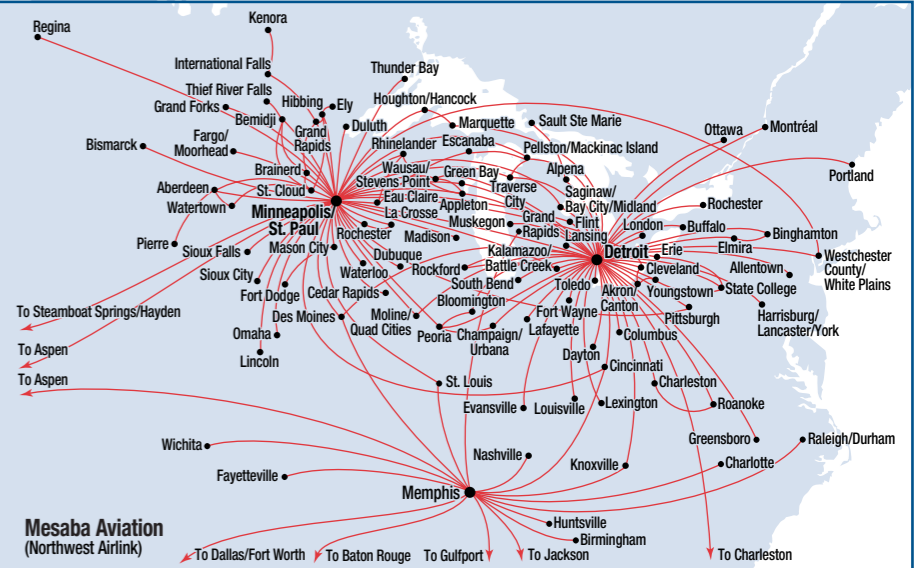 Kenora
Regina
International Falls
Thunder Bay
Thief River Falls
Grand Forks
Hibbing
Ely
Houghton/Hancock
Bemidji
Grand
Rapids
Duluth
Marquette
Sault Ste Marie
Ottawa
Montréal
Fargo/
Moorhead
Bismarck
Rhinelander
Escanaba
Pellston/Mackinac Island
Brainerd
Wausau/
Stevens Point
Green Bay
Alpena
Portland
Aberdeen
St. Cloud
Traverse
City
Saginaw/
Bay City/Midland
Watertown
Eau Claire
Appleton
Rochester
Minneapolis/
St. Paul
La Crosse
Muskegon
Grand
Rapids
Flint
London
Buffalo
Binghamton
Rochester
Madison
Lansing
Elmira
Pierre
Sioux Falls
Mason City
Dubuque
Kalamazoo/
Battle Creek
Detroit
Erie
Westchester
County/
White Plains
Sioux City
Waterloo
Rockford
Cleveland
Allentown
Fort Dodge
Cedar Rapids
South Bend
Toledo
Akron/
Canton
Youngstown
State College
Bloomington
To Steamboat Springs/Hayden
Des Moines
Moline/
Quad Cities
Fort Wayne
Pittsburgh
Harrisburg/
Lancaster/York
Omaha
Peoria
Champaign/
Urbana
Lafayette
Columbus
To Aspen
Lincoln
Dayton
Cincinnati
To Aspen
St. Louis
Charleston
Evansville
Louisville
Lexington
Roanoke
Wichita
Greensboro
Raleigh/Durham
Nashville
Knoxville
Charlotte
Fayetteville
Memphis
Huntsville
Birmingham
Mesaba Aviation
(Northwest Airlink)
To Dallas/Fort Worth
To Baton Rouge
To Gulfport
To Jackson
To Charleston